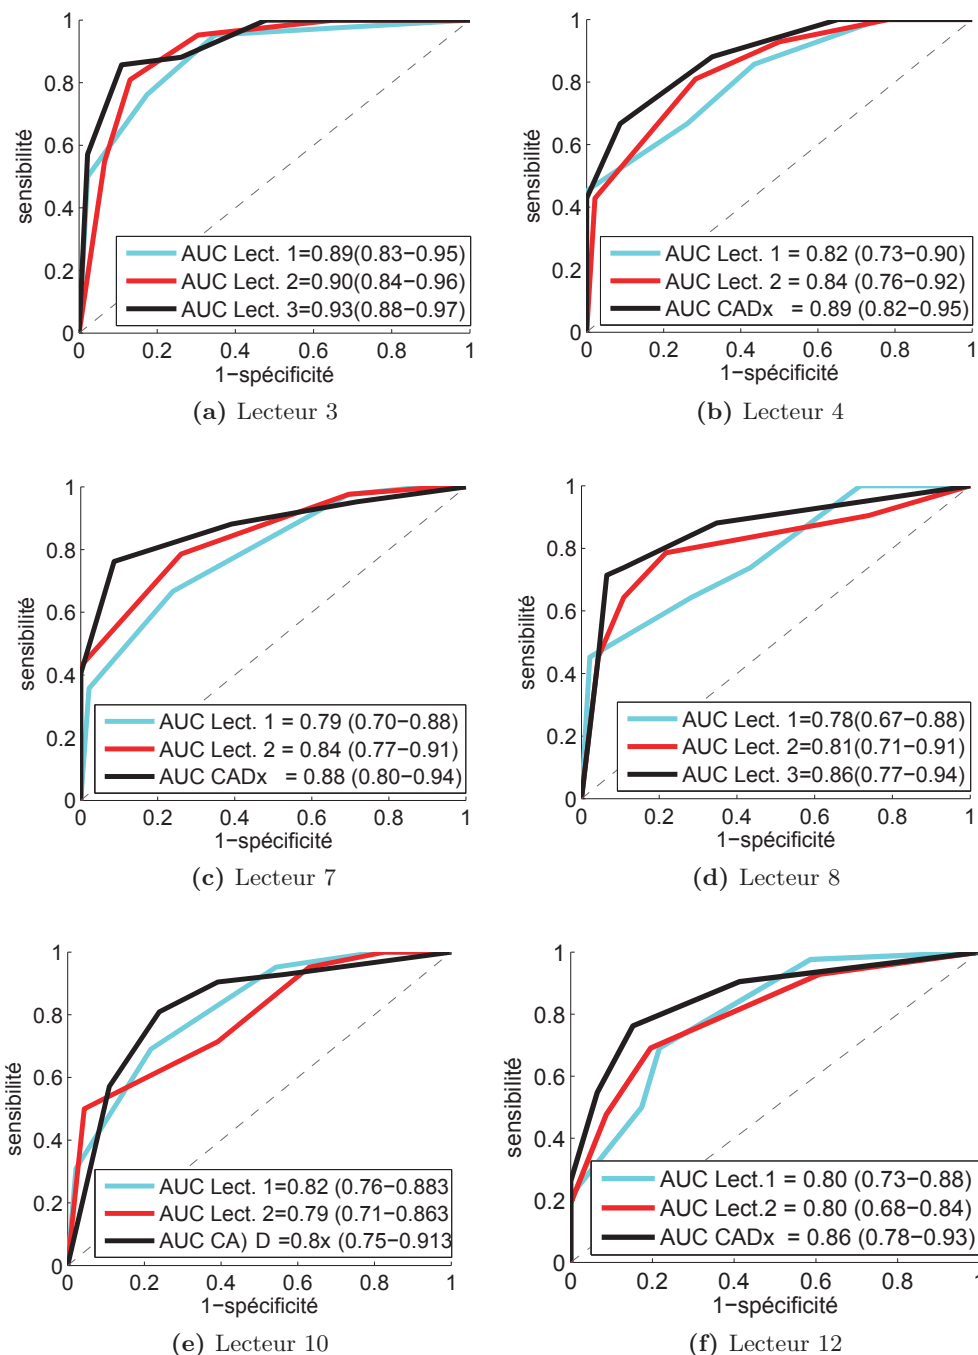 1
0.8
0.6
0.4
0.2
0
sensibilité
AUC Lect. 1=0.89(0.83−0.95)
AUC Lect. 2=0.90(0.84−0.96)
AUC Lect. 3=0.93(0.88−0.97)
0.2 0.4 0.6 0.8 1
1−spécificité
(a) Lecteur 3
1
0.8
0.6
0.4
0.2
0
sensibilité
AUC Lect. 1 = 0.82 (0.73−0.90)
AUC Lect. 2 = 0.84 (0.76−0.92)
AUC CADx = 0.89 (0.82−0.95)
0 0.2 0.4 0.6 0.8 1
1−spécificité
(b) Lecteur 4
1
0.8
0.6
0.4
0.2
0
sensibilité
AUC Lect. 1 = 0.79 (0.70−0.88)
AUC Lect. 2 = 0.84 (0.77−0.91)
AUC CADx = 0.88 (0.80−0.94)
0 0.2 0.4 0.6 0.8 1
1−spécificité
(c) Lecteur 7
1
0.8
0.6
0.4
0.2
0
sensibilité
AUC Lect. 1=0.78(0.67−0.88)
AUC Lect. 2=0.81(0.71−0.91)
AUC Lect. 3=0.86(0.77−0.94)
0 0.2 0.4 0.6 0.8 1
1−spécificité
(d) Lecteur 8
1
0.8
0.6
0.4
0.2
0
sensibilité
AUC Lect. 1=0.82 (0.76−0.883
AUC Lect. 2=0.79 (0.71−0.863
AUC CA) D =0.8x (0.75−0.913
0 0.2 0.4 0.6 0.8 1
1−spécificité
(e) Lecteur 10
1
0.8
0.6
0.4
0.2
0
sensibilité
AUC Lect.1 = 0.80 (0.73−0.88)
AUC Lect.2 = 0.80 (0.68−0.84)
AUC CADx = 0.86 (0.78−0.93)
0 0.2 0.4 0.6 0.8 1
1−spécificité
(f) Lecteur 12